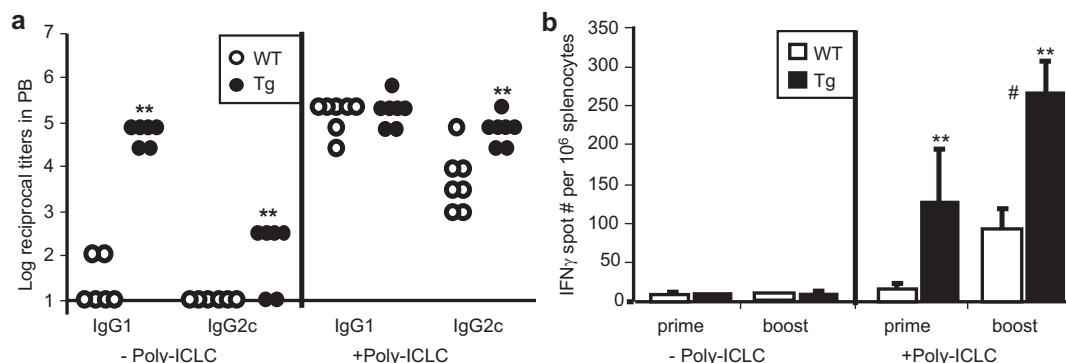 a
Log reciprocal titers in PB
7
6
5
4
3
2
1
WT
Tg
**
**
**
IgG1 IgG2c IgG1 IgG2c
- Poly-ICLC +Poly-ICLC
b
IFNγ spot # per 10⁶ splenocytes
350
300
250
200
150
100
50
0
WT
Tg
**
# **
prime boost prime boost
- Poly-ICLC +Poly-ICLC